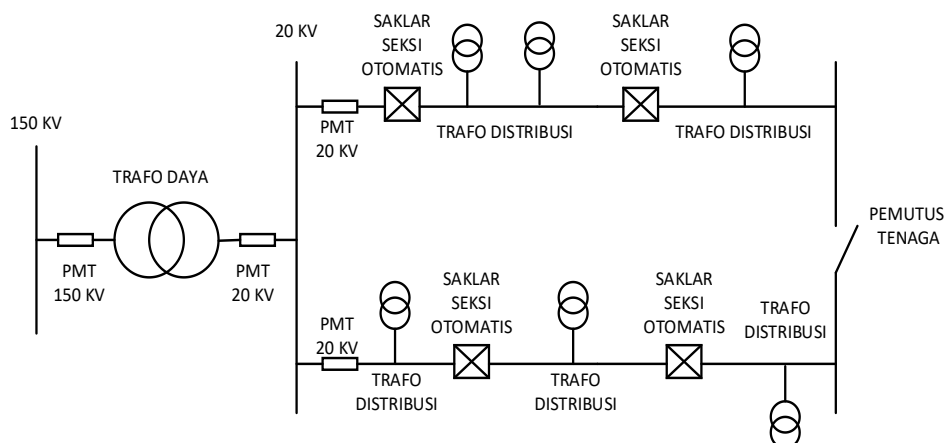 20 KV
SAKLAR
SEKSI
OTOMATIS
SAKLAR
SEKSI
OTOMATIS
PMT
20 KV
TRAFO DISTRIBUSI
TRAFO DISTRIBUSI
150 KV
TRAFO DAYA
PMT
150 KV
PMT
20 KV
PEMUTUS
TENAGA
PMT
20 KV
SAKLAR
SEKSI
OTOMATIS
SAKLAR
SEKSI
OTOMATIS
TRAFO
DISTRIBUSI
TRAFO
DISTRIBUSI
TRAFO
DISTRIBUSI